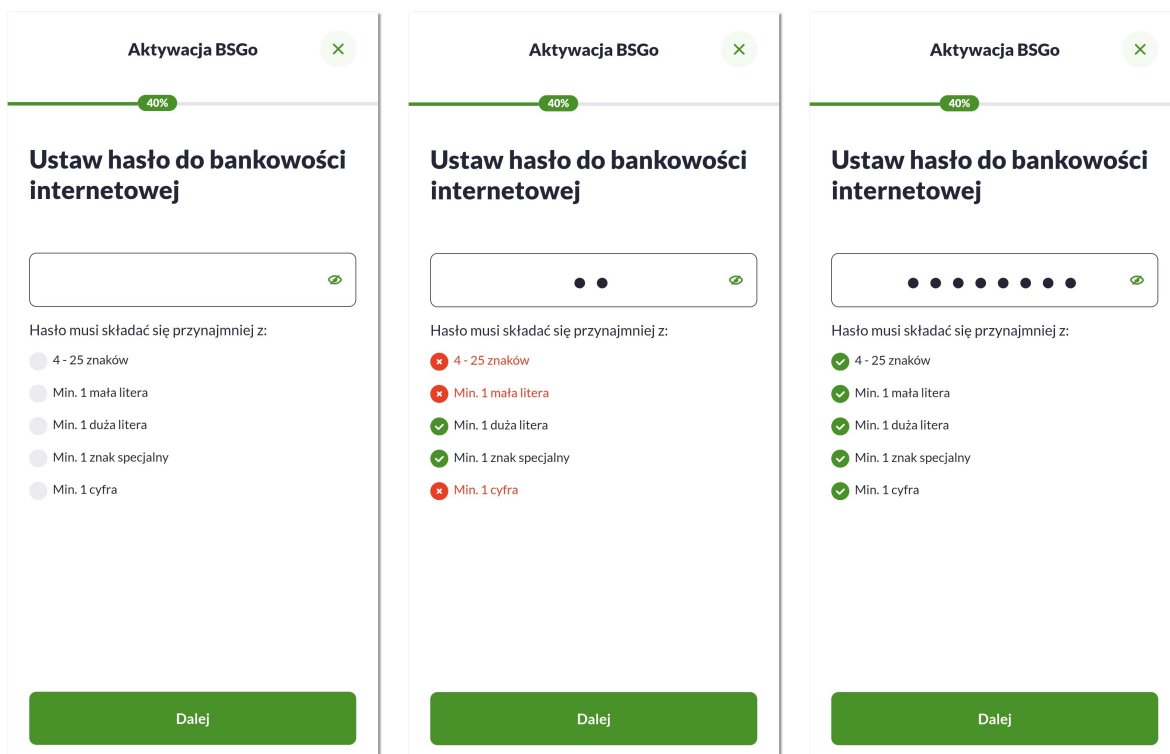 Aktywacja BSGo
40%
Ustaw hasło do bankowości
internetowej
Hasło musi składać się przynajmniej z:
4 - 25 znaków
Min. 1 mała litera
Min. 1 duża litera
Min. 1 znak specjalny
Min. 1 cyfra
Dalej
Aktywacja BSGo
40%
Ustaw hasło do bankowości
internetowej
Hasło musi składać się przynajmniej z:
4 - 25 znaków
Min. 1 mała litera
Min. 1 duża litera
Min. 1 znak specjalny
Min. 1 cyfra
Dalej
Aktywacja BSGo
40%
Ustaw hasło do bankowości
internetowej
Hasło musi składać się przynajmniej z:
4 - 25 znaków
Min. 1 mała litera
Min. 1 duża litera
Min. 1 znak specjalny
Min. 1 cyfra
Dalej